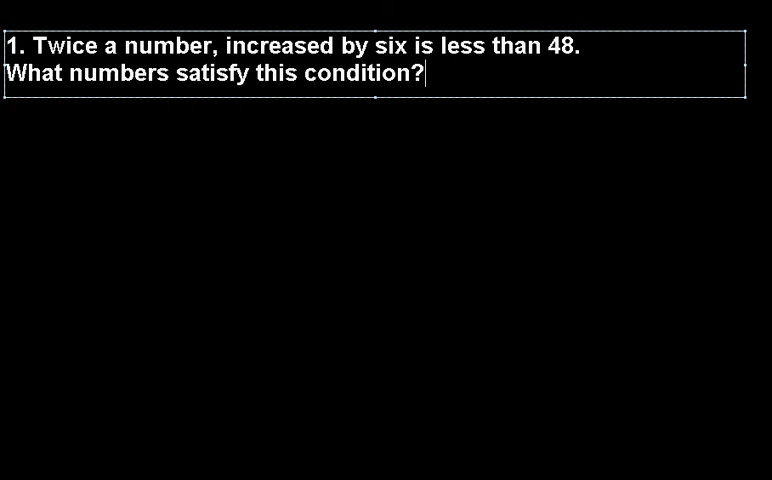 1. Twice a number, increased by six is less than 48.
What numbers satisfy this condition?